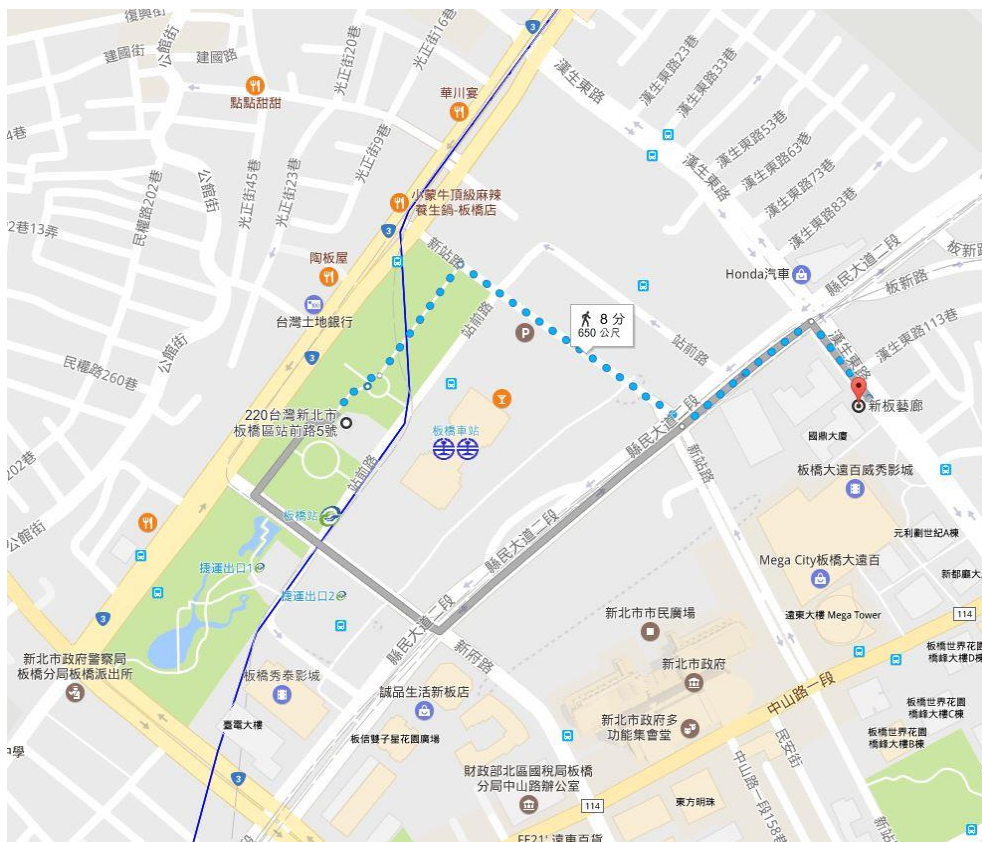 復興街
公館街
建國街
建國路
光正街20巷
光正街16巷
3
點點甜甜
華川宴
漢生東路
漢生東路23巷
漢生東路33巷
漢生東路53巷
漢生東路63巷
漢生東路73巷
漢生東路83巷
漢生東路
光正街9巷
民權路202巷
公館街
光正街45巷
光正街23巷
小蒙牛頂級麻辣
養生鍋-板橋店
3
新站路
陶板屋
台灣土地銀行
3
站前路
P
8 分
650 公尺
站前路
Honda汽車
縣民大道二段
板新路
漢生東路113巷
漢生東路
新板藝廊
國鼎大廈
民權路260巷
公館街
220台灣新北市
板橋區站前路5號
板橋車站
站前路
板橋站
縣民大道二段
新站路
板橋大遠百威秀影城
元利劃世紀A棟
公館街
捷運出口1
捷運出口2
縣民大道二段
Mega City板橋大遠百
遠東大樓 Mega Tower
114
3
新北市政府警察局
板橋分局板橋派出所
縣民大道二段
新府路
新北市市民廣場
新北市政府
中山路一段
板橋秀泰影城
誠品生活新板店
臺電大樓
板信雙子星花園廣場
新北市政府多
功能集會堂
板橋世界花園
橋峰大樓C棟
板橋世界花園
橋峰大樓B棟
3
財政部北區國稅局板橋
分局中山路辦公室
114
東方明珠
民安街
中山路一段158巷